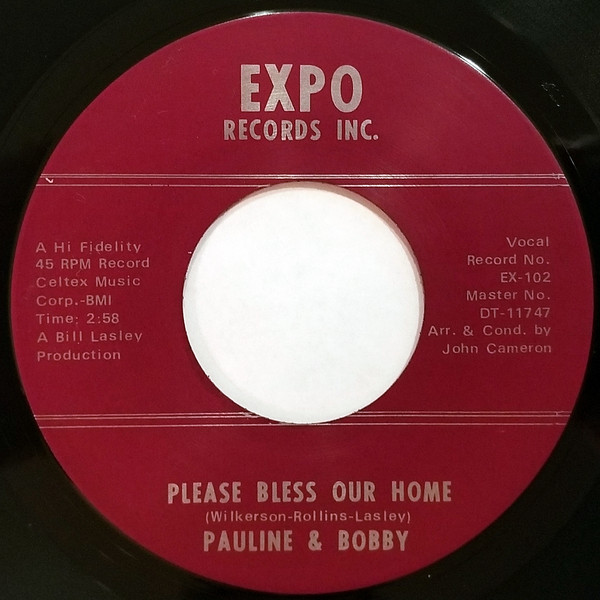 EXPO
RECORDS INC.
A Hi Fidelity
45 RPM Record
Celtex Music
Corp.-BMI
Time: 2:58
A Bill Lasley
Production
Vocal
Record No.
EX-102
Master No.
DT-11747
Arr. & Cond. by
John Cameron
PLEASE BLESS OUR HOME
(Wilkerson-Rollins-Lasley)
PAULINE & BOBBY